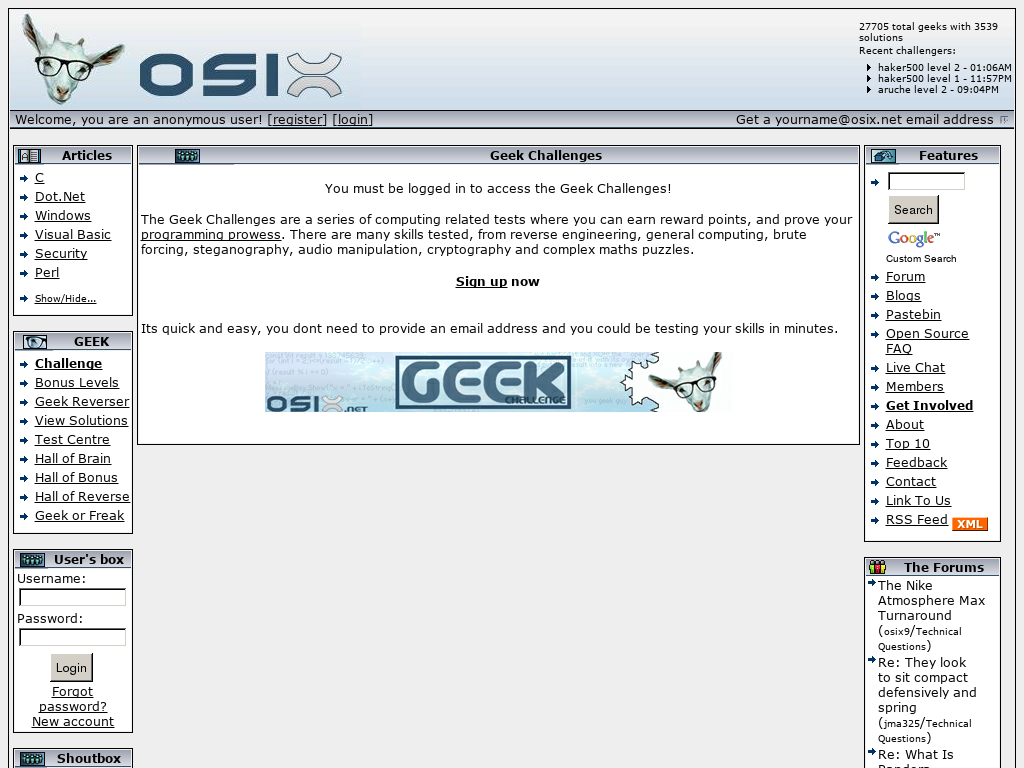 OSIX
27705 total geeks with 3539
solutions
Recent challengers:
haker500 level 2 - 01:06AM
haker500 level 1 - 11:57PM
aruche level 2 - 09:04PM
Welcome, you are an anonymous user! [register] [login]
Get a yourname@osix.net email address
Articles
C
Dot.Net
Windows
Visual Basic
Security
Perl
Show/Hide...
GEEK
Challenge
Bonus Levels
Geek Reverser
View Solutions
Test Centre
Hall of Brain
Hall of Bonus
Hall of Reverse
Geek or Freak
User's box
Username:
Password:
Login
Forgot
password?
New account
Shoutbox
Geek Challenges
You must be logged in to access the Geek Challenges!
The Geek Challenges are a series of computing related tests where you can earn reward points, and prove your
programming prowess. There are many skills tested, from reverse engineering, general computing, brute
forcing, steganography, audio manipulation, cryptography and complex maths puzzles.
Sign up now
Its quick and easy, you dont need to provide an email address and you could be testing your skills in minutes.
GEEK
CHALLENGE
OSIX.NET
Features
Search
Google™
Custom Search
Forum
Blogs
Pastebin
Open Source
FAQ
Live Chat
Members
Get Involved
About
Top 10
Feedback
Contact
Link To Us
RSS Feed XML
The Forums
The Nike
Atmosphere Max
Turnaround
(osix9/Technical
Questions)
Re: They look
to sit compact
defensively and
spring
(jma325/Technical
Questions)
Re: What Is